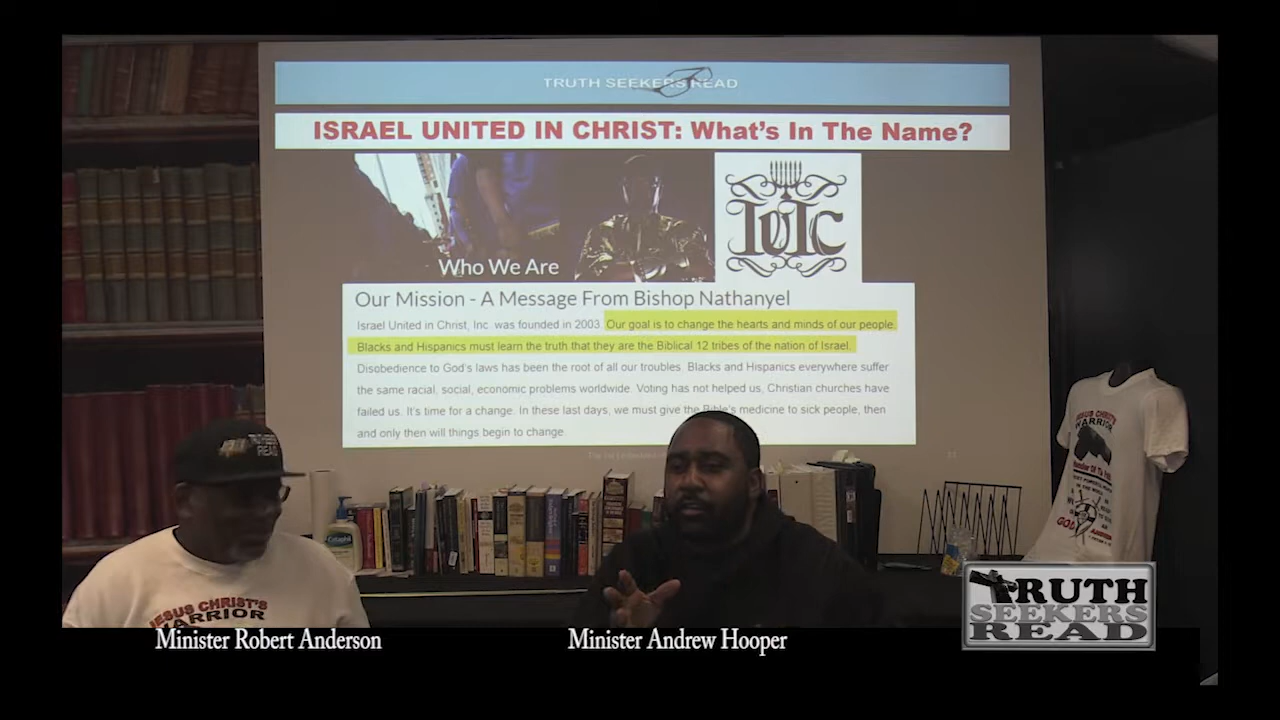 TRUTH SEEKERS READ
ISRAEL UNITED IN CHRIST: What's In The Name?
IUIC
Who We Are
Our Mission - A Message From Bishop Nathanyel
Israel United in Christ, Inc. was founded in 2003. Our goal is to change the hearts and minds of our people.
Blacks and Hispanics must learn the truth that they are the Biblical 12 tribes of the nation of Israel.
Disobedience to God's laws has been the root of all our troubles. Blacks and Hispanics everywhere suffer
the same racial, social, economic problems worldwide. Voting has not helped us, Christian churches have
failed us. It's time for a change. In these last days, we must give the Bible's medicine to sick people, then
and only then will things begin to change.
JESUS CHRIST'S
WARRIOR
GOD
READ
Cetaphil
JESUS CHRIST'S
WARRIOR
Minister Robert Anderson
Minister Andrew Hooper
TRUTH
SEEKERS
READ